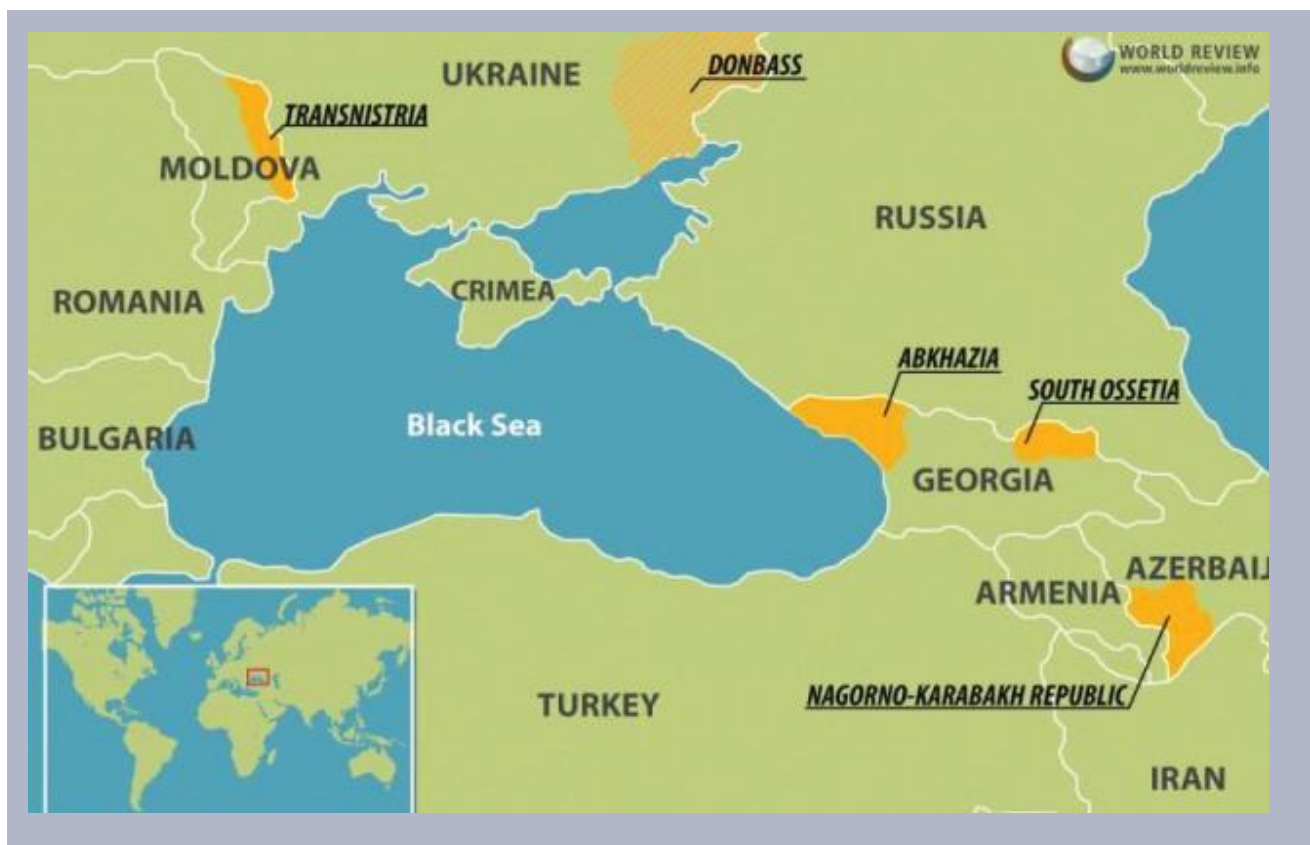 WORLD REVIEW
www.worldreview.info
UKRAINE
DONBASS
TRANSNISTRIA
MOLDOVA
RUSSIA
ROMANIA
CRIMEA
ABKHAZIA
SOUTH OSSETIA
Black Sea
BULGARIA
GEORGIA
AZERBAIJ
ARMENIA
NAGORNO-KARABAKH REPUBLIC
TURKEY
IRAN